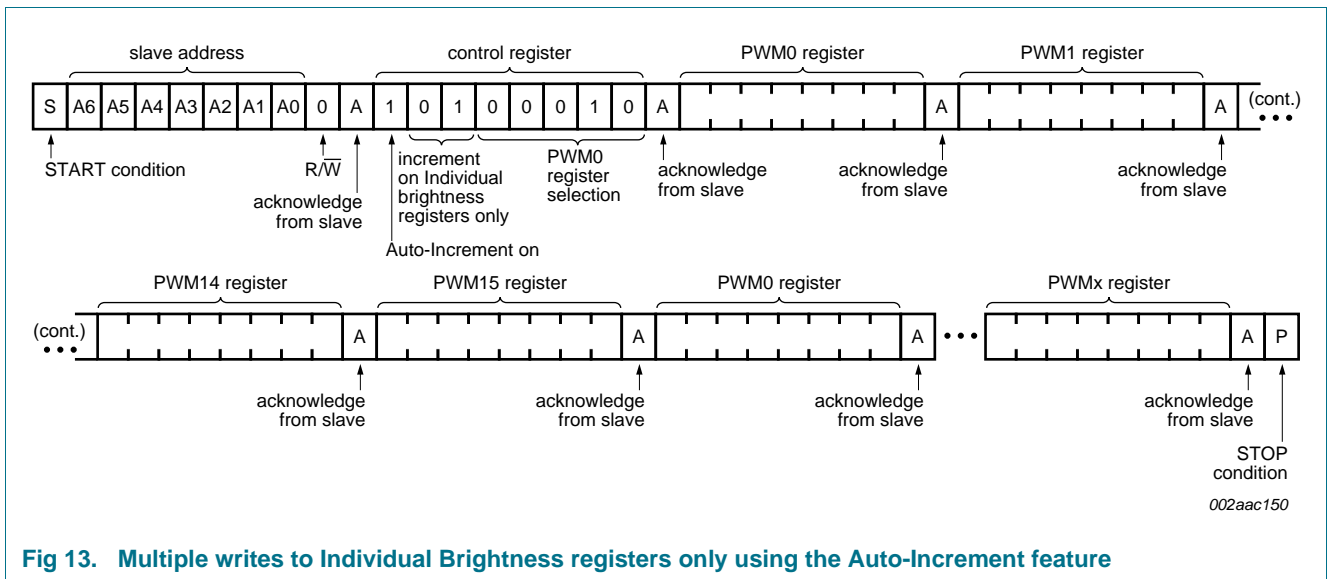 slave address control register PWM0 register PWM1 register
S A6 A5 A4 A3 A2 A1 A0 0 A 1 0 1 0 0 0 1 0 A A A (cont.)
START condition
R/W̅
acknowledge
from slave
increment
on Individual
brightness
registers only
Auto-Increment on
PWM0
register
selection
acknowledge
from slave
acknowledge
from slave
acknowledge
from slave
PWM14 register PWM15 register PWM0 register PWMx register
(cont.) A A A A P
acknowledge
from slave
acknowledge
from slave
acknowledge
from slave
acknowledge
from slave
STOP
condition
002aac150
Fig 13. Multiple writes to Individual Brightness registers only using the Auto-Increment feature